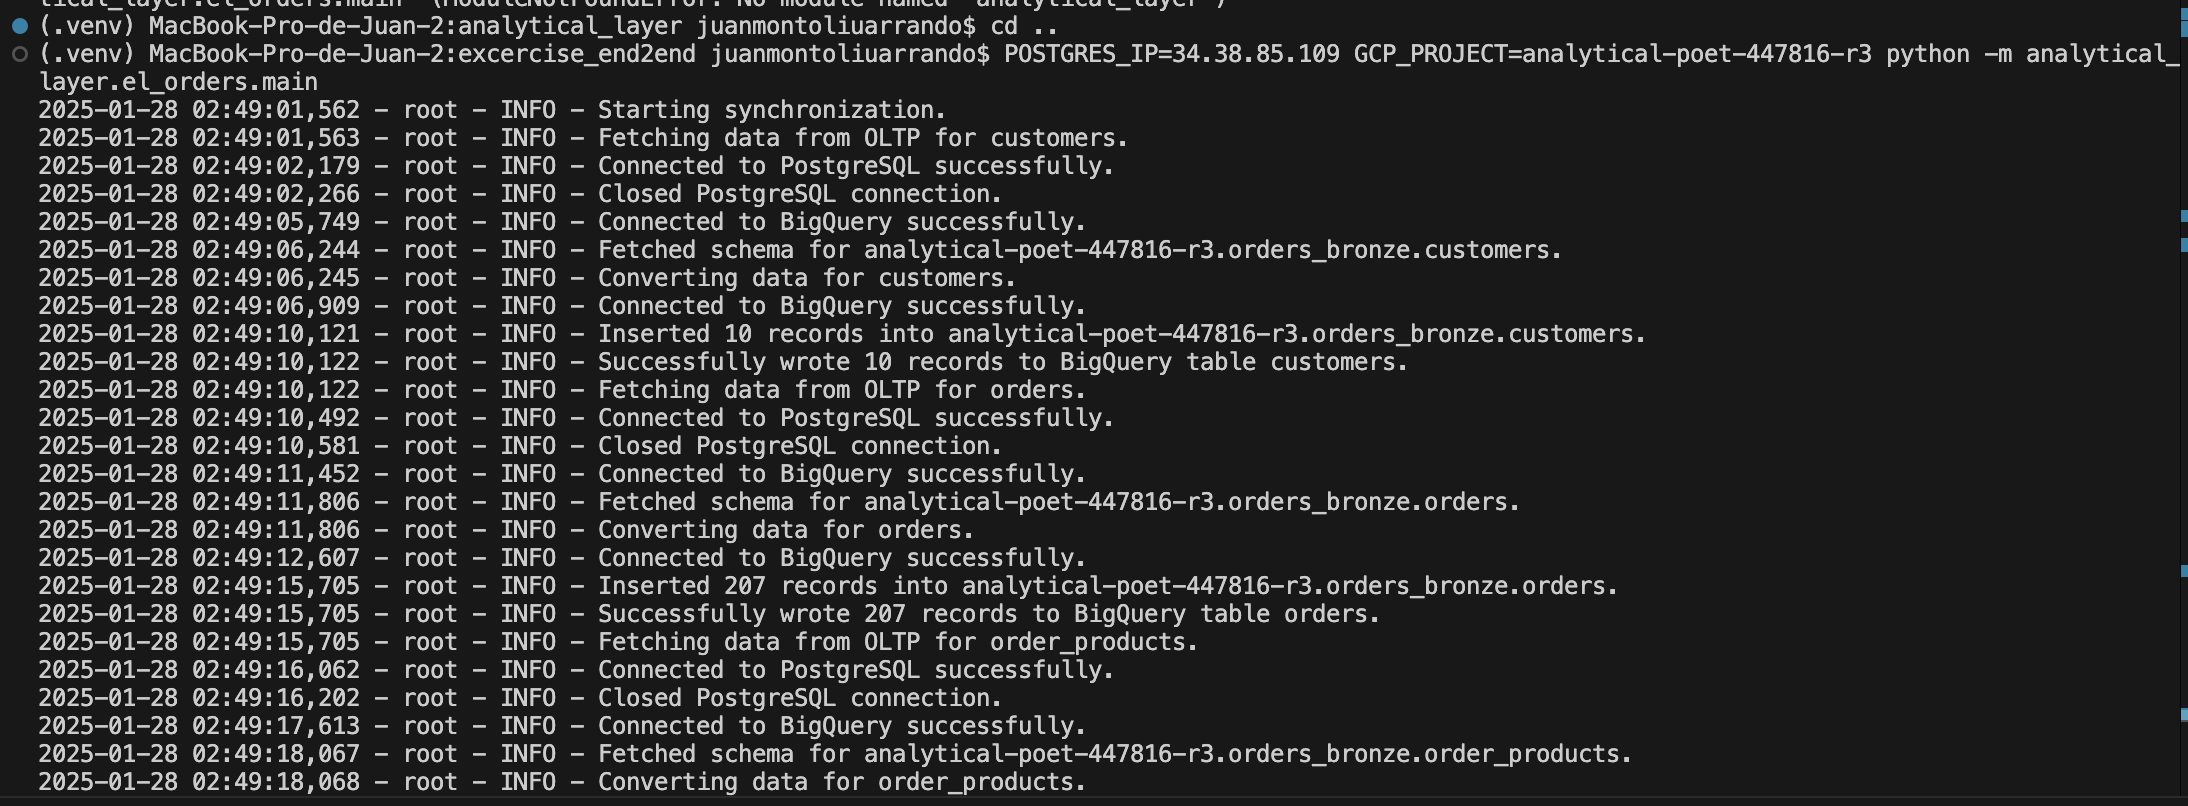 tical_layer.el_orders.main' (ModuleNotFoundError: No module named 'analytical_layer')
(.venv) MacBook-Pro-de-Juan-2:analytical_layer juanmontoliuarrando$ cd ..
(.venv) MacBook-Pro-de-Juan-2:excercise_end2end juanmontoliuarrando$ POSTGRES_IP=34.38.85.109 GCP_PROJECT=analytical-poet-447816-r3 python -m analytical_
layer.el_orders.main
2025-01-28 02:49:01,562 - root - INFO - Starting synchronization.
2025-01-28 02:49:01,563 - root - INFO - Fetching data from OLTP for customers.
2025-01-28 02:49:02,179 - root - INFO - Connected to PostgreSQL successfully.
2025-01-28 02:49:02,266 - root - INFO - Closed PostgreSQL connection.
2025-01-28 02:49:05,749 - root - INFO - Connected to BigQuery successfully.
2025-01-28 02:49:06,244 - root - INFO - Fetched schema for analytical-poet-447816-r3.orders_bronze.customers.
2025-01-28 02:49:06,245 - root - INFO - Converting data for customers.
2025-01-28 02:49:06,909 - root - INFO - Connected to BigQuery successfully.
2025-01-28 02:49:10,121 - root - INFO - Inserted 10 records into analytical-poet-447816-r3.orders_bronze.customers.
2025-01-28 02:49:10,122 - root - INFO - Successfully wrote 10 records to BigQuery table customers.
2025-01-28 02:49:10,122 - root - INFO - Fetching data from OLTP for orders.
2025-01-28 02:49:10,492 - root - INFO - Connected to PostgreSQL successfully.
2025-01-28 02:49:10,581 - root - INFO - Closed PostgreSQL connection.
2025-01-28 02:49:11,452 - root - INFO - Connected to BigQuery successfully.
2025-01-28 02:49:11,806 - root - INFO - Fetched schema for analytical-poet-447816-r3.orders_bronze.orders.
2025-01-28 02:49:11,806 - root - INFO - Converting data for orders.
2025-01-28 02:49:12,607 - root - INFO - Connected to BigQuery successfully.
2025-01-28 02:49:15,705 - root - INFO - Inserted 207 records into analytical-poet-447816-r3.orders_bronze.orders.
2025-01-28 02:49:15,705 - root - INFO - Successfully wrote 207 records to BigQuery table orders.
2025-01-28 02:49:15,705 - root - INFO - Fetching data from OLTP for order_products.
2025-01-28 02:49:16,062 - root - INFO - Connected to PostgreSQL successfully.
2025-01-28 02:49:16,202 - root - INFO - Closed PostgreSQL connection.
2025-01-28 02:49:17,613 - root - INFO - Connected to BigQuery successfully.
2025-01-28 02:49:18,067 - root - INFO - Fetched schema for analytical-poet-447816-r3.orders_bronze.order_products.
2025-01-28 02:49:18,068 - root - INFO - Converting data for order_products.